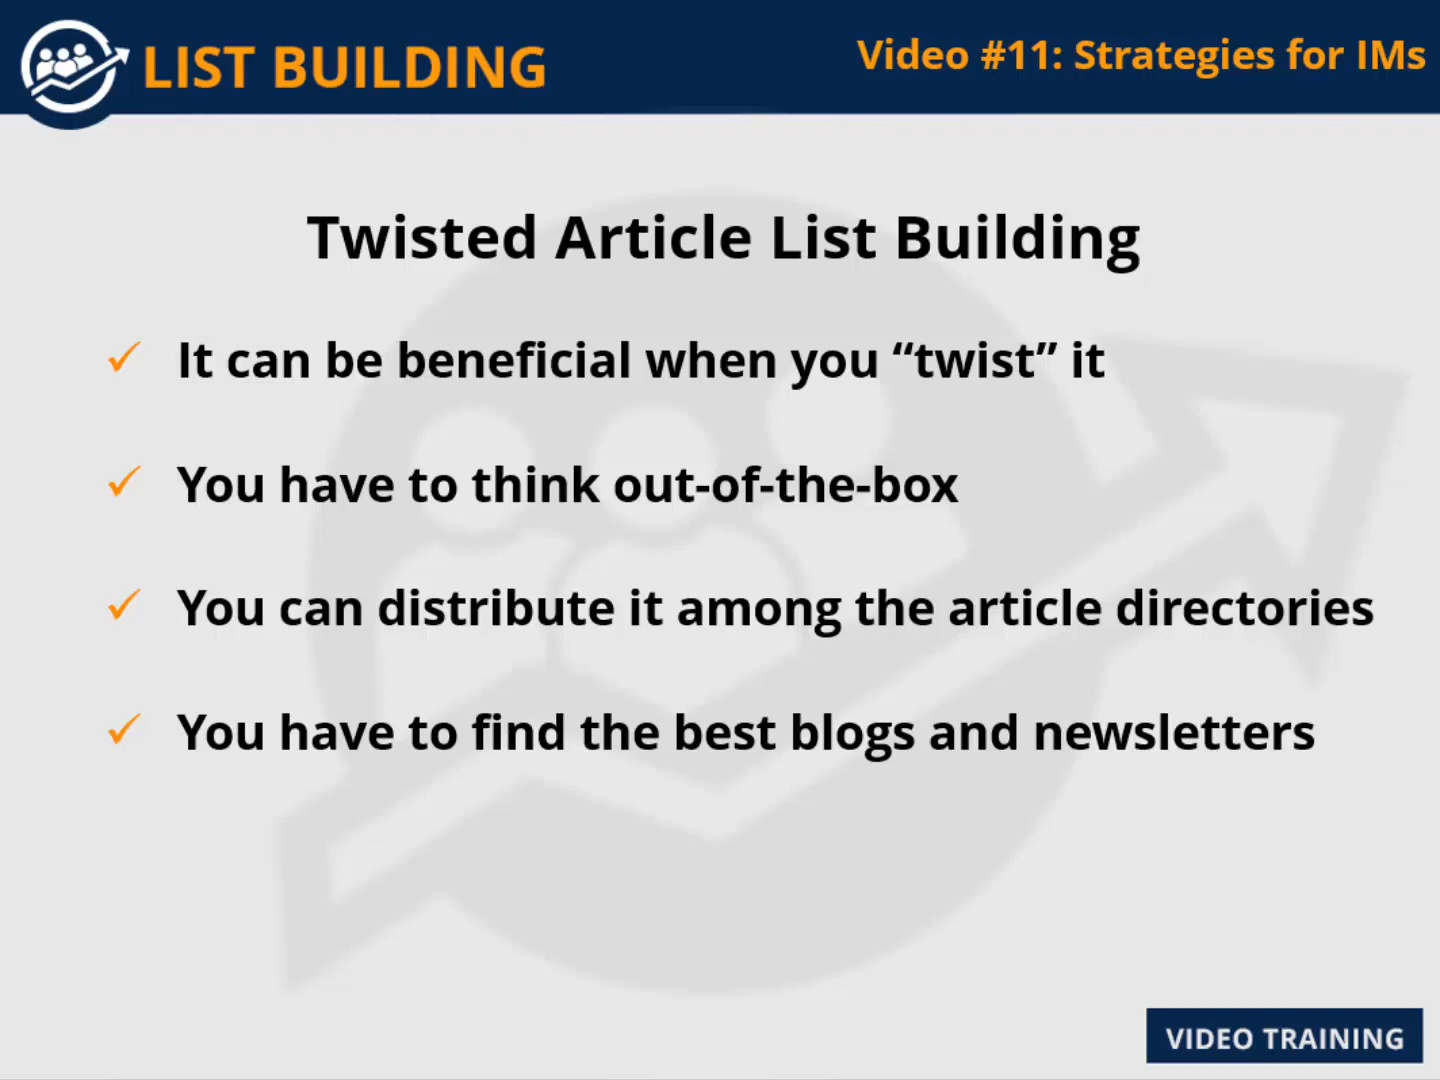 LIST BUILDING
Video #11: Strategies for IMs
Twisted Article List Building
✓ It can be beneficial when you “twist” it
✓ You have to think out-of-the-box
✓ You can distribute it among the article directories
✓ You have to find the best blogs and newsletters
VIDEO TRAINING